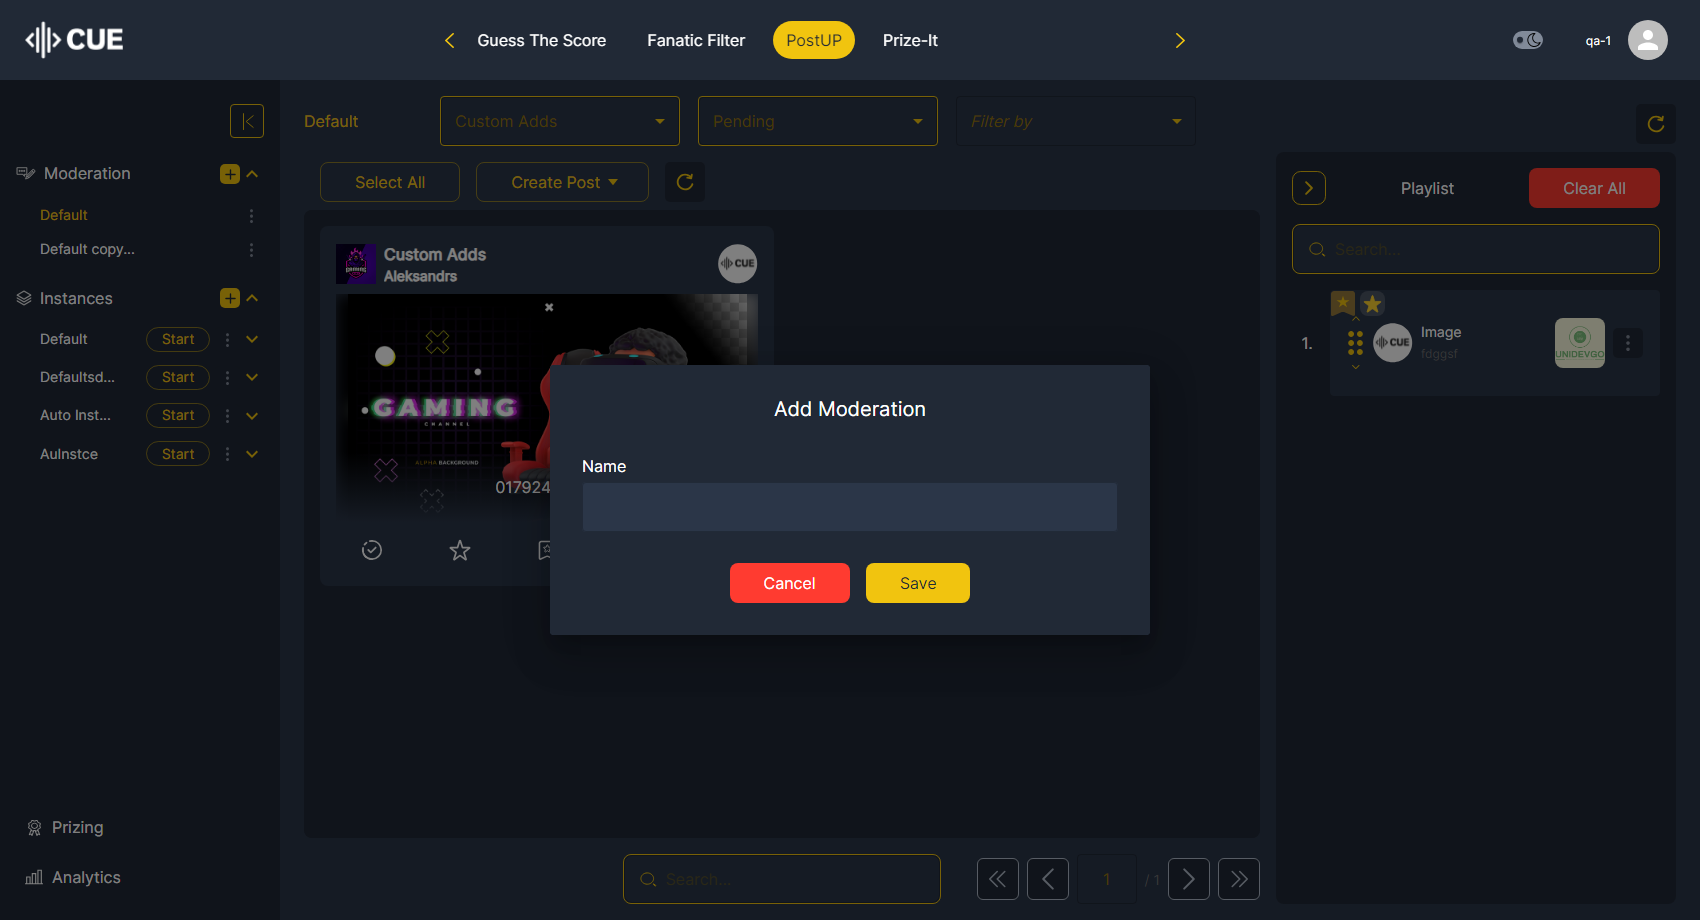 CUE
Guess The Score
Fanatic Filter
PostUP
Prize-It
qa-1
Default
Custom Adds
Pending
Filter by
Moderation
Default
Default copy...
Instances
Default
Start
Defaultsd...
Start
Auto Inst...
Start
AuInstce
Start
Prizing
Analytics
Select All
Create Post
Custom Adds
Aleksandrs
CUE
GAMING
CHANNEL
ALPHA BACKGROUND
017924
Add Moderation
Name
Cancel
Save
Search...
1
/ 1
Playlist
Clear All
Search...
1.
CUE
Image
fdggsf
UNIDEVGO